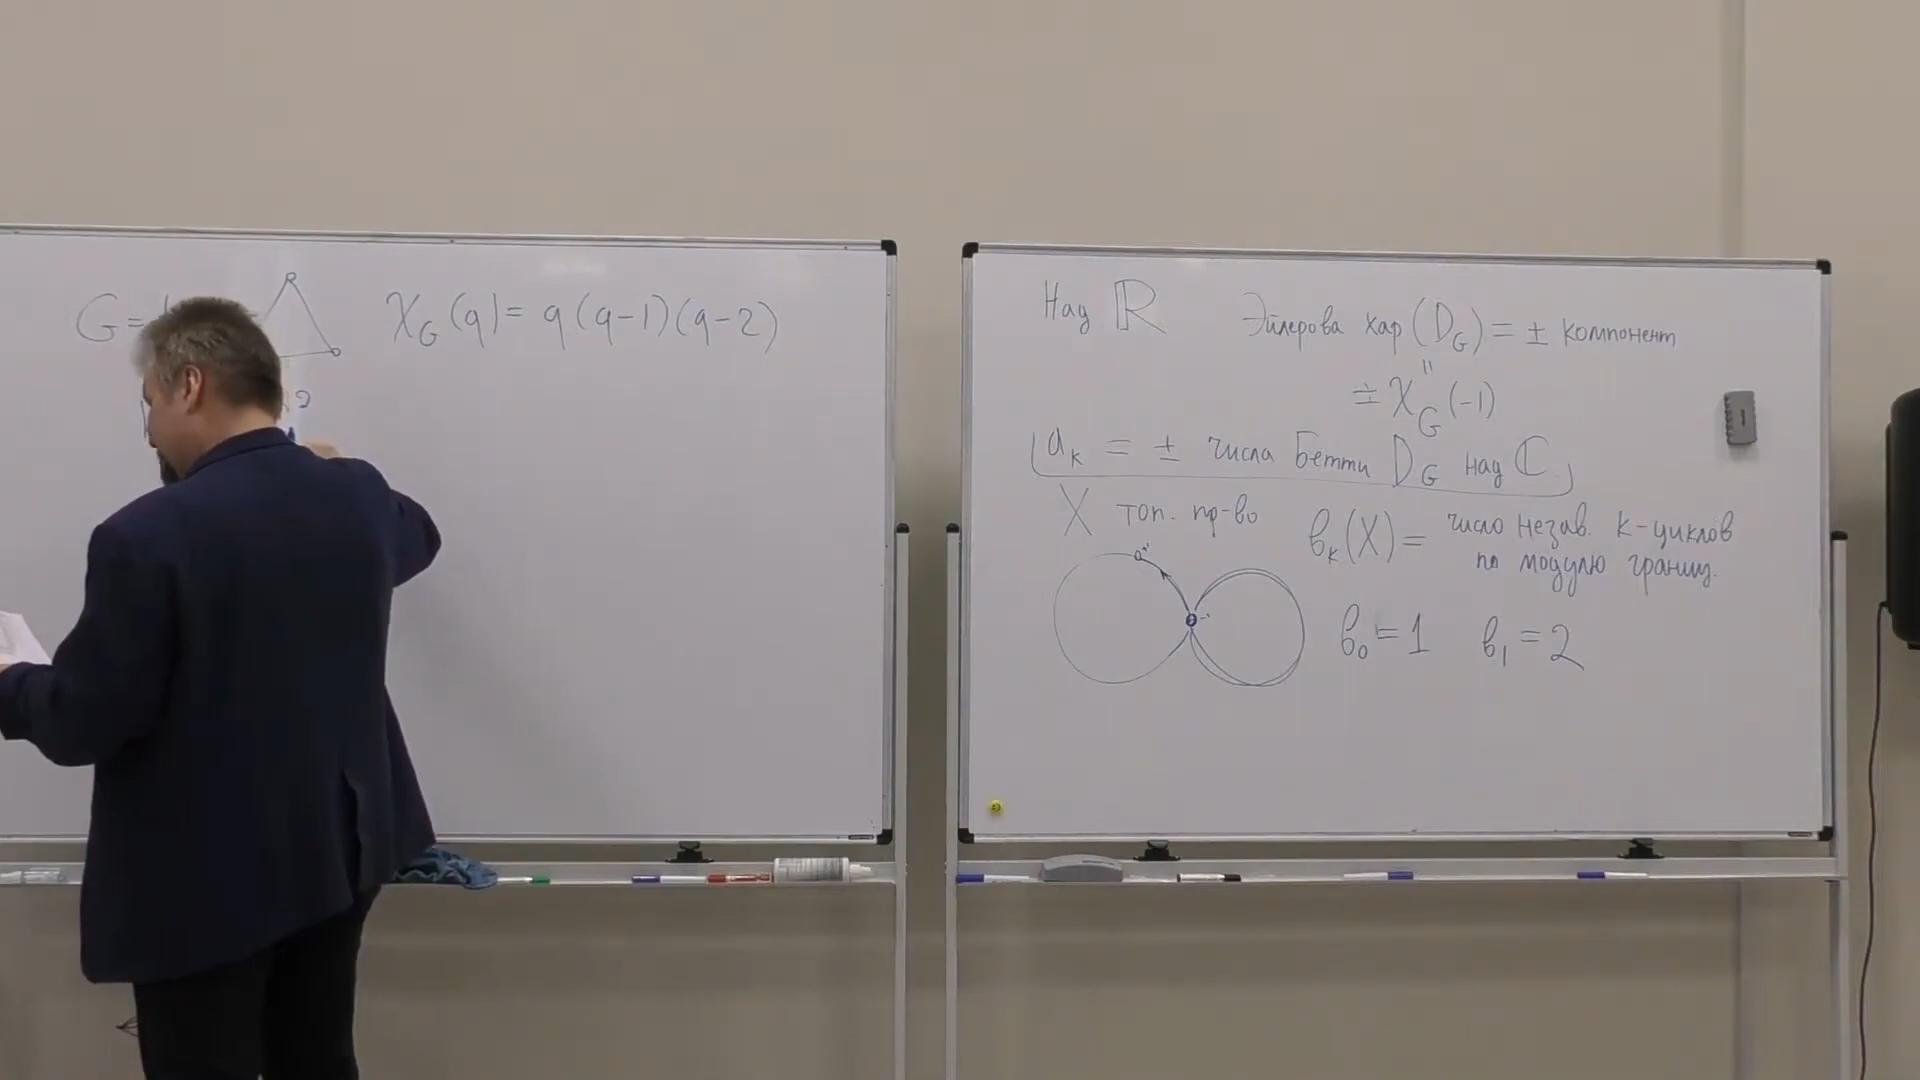 G =
χ_G (q) = q (q-1)(q-2)
Над ℝ Эйлерова хар (D_G) = ± компонент
"
= χ_G (-1)
a_k = ± числа Бетти D_G над ℂ
X топ. пр-во
b_k (X) = число незав. k-циклов
по модулю границ.
b_0 = 1 b_1 = 2